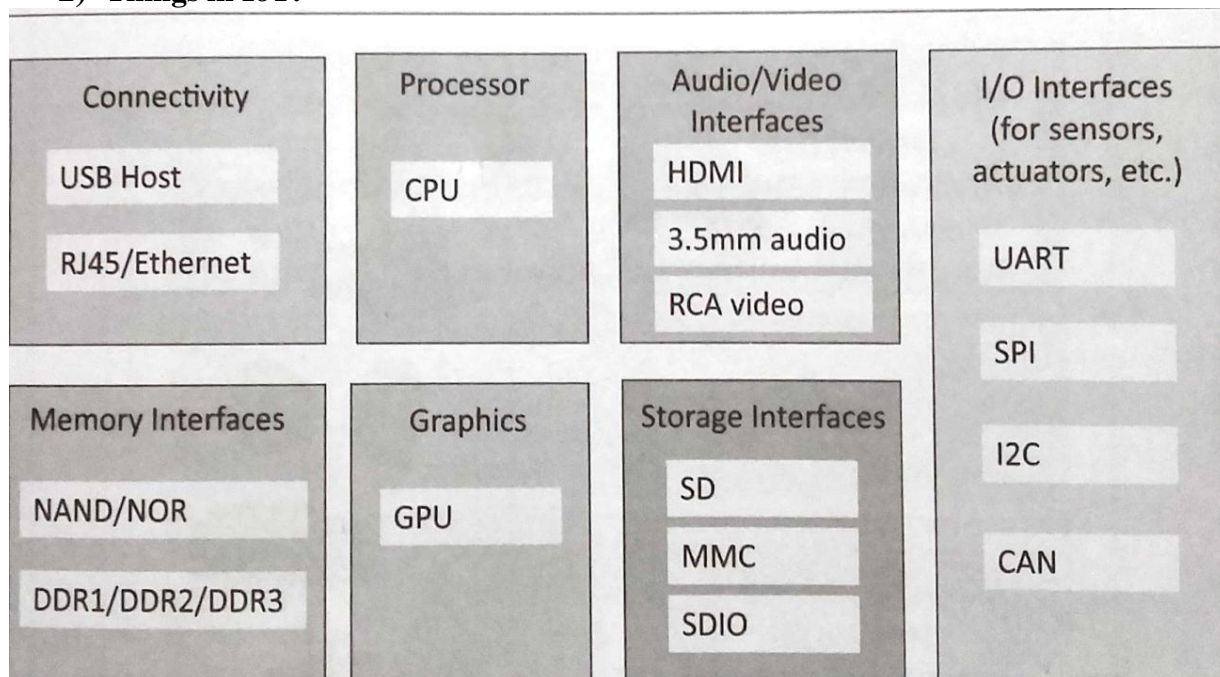 Connectivity
USB Host
RJ45/Ethernet
Processor
CPU
Audio/Video
Interfaces
HDMI
3.5mm audio
RCA video
I/O Interfaces
(for sensors,
actuators, etc.)
UART
SPI
I2C
CAN
Memory Interfaces
NAND/NOR
DDR1/DDR2/DDR3
Graphics
GPU
Storage Interfaces
SD
MMC
SDIO